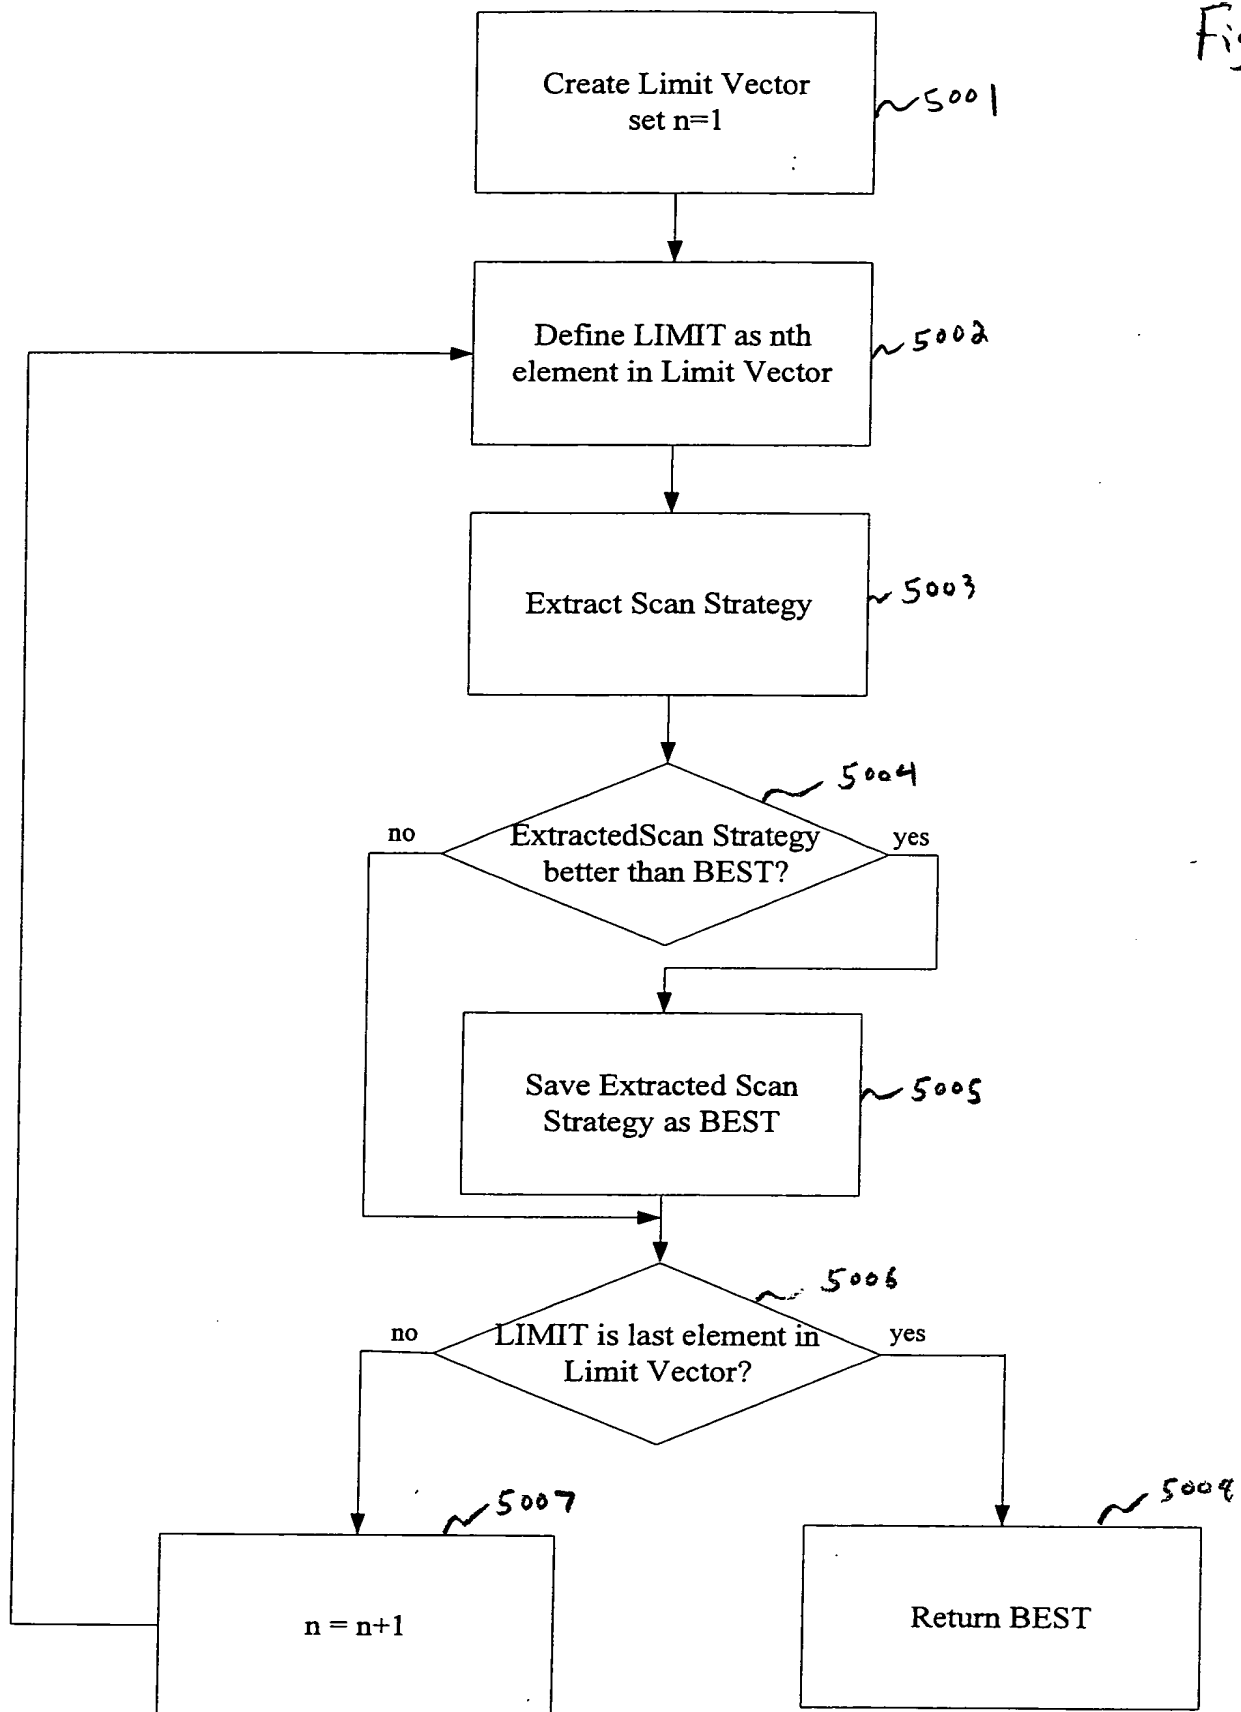 Create Limit Vector
set n=1
5001
Define LIMIT as nth
element in Limit Vector
5002
Extract Scan Strategy
5003
5004
no
ExtractedScan Strategy
better than BEST?
yes
Save Extracted Scan
Strategy as BEST
5005
5006
no
LIMIT is last element in
Limit Vector?
yes
5007
n = n+1
Return BEST